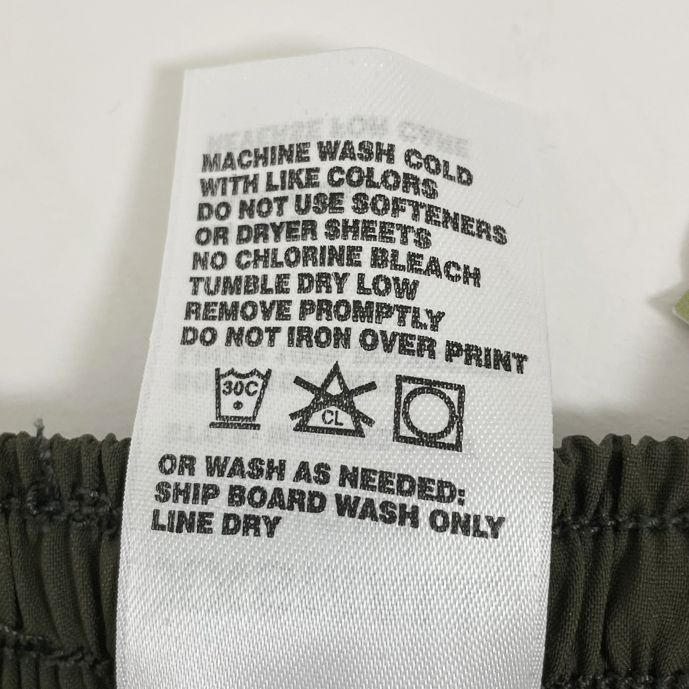 MACHINE WASH COLD
WITH LIKE COLORS
DO NOT USE SOFTENERS
OR DRYER SHEETS
NO CHLORINE BLEACH
TUMBLE DRY LOW
REMOVE PROMPTLY
DO NOT IRON OVER PRINT
30C CL
OR WASH AS NEEDED:
SHIP BOARD WASH ONLY
LINE DRY